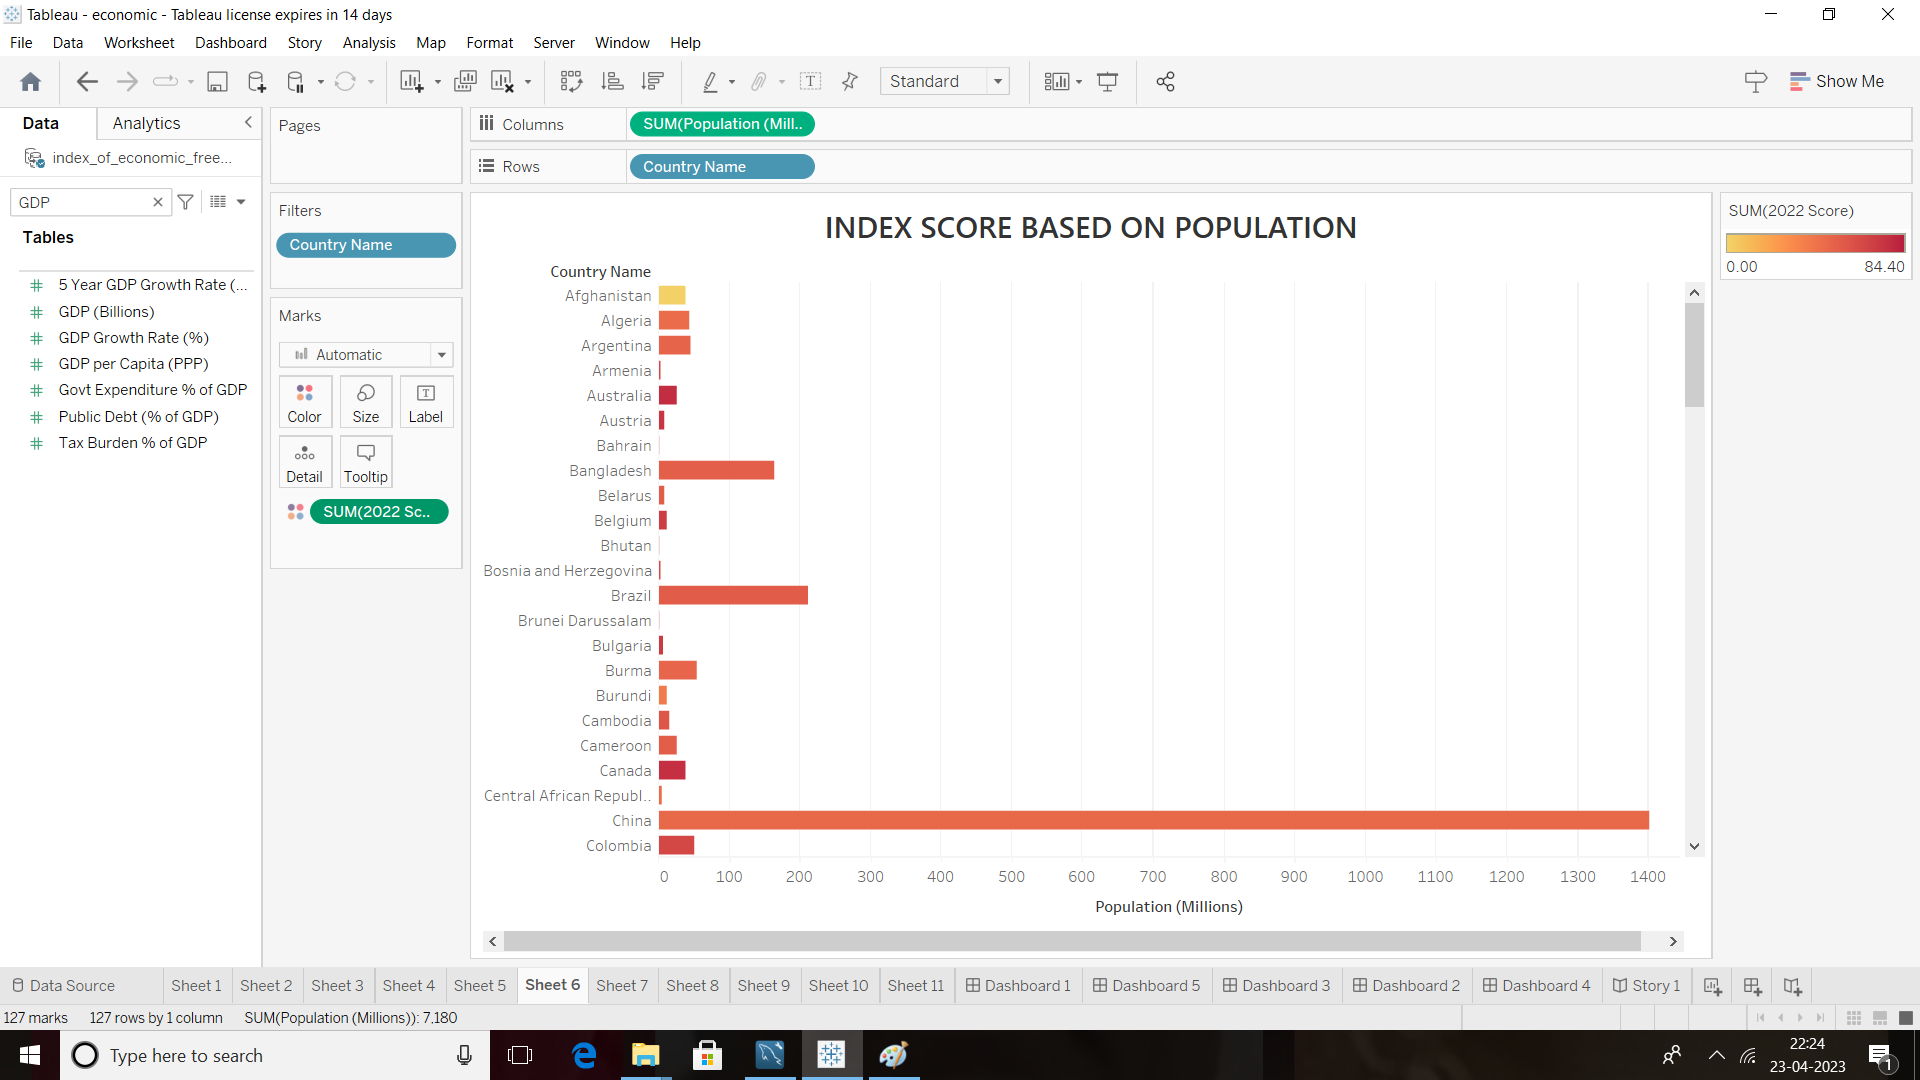 Tableau - economic - Tableau license expires in 14 days
File Data Worksheet Dashboard Story Analysis Map Format Server Window Help
Standard
Show Me
Data Analytics
index_of_economic_free...
GDP
Tables
5 Year GDP Growth Rate (...
GDP (Billions)
GDP Growth Rate (%)
GDP per Capita (PPP)
Govt Expenditure % of GDP
Public Debt (% of GDP)
Tax Burden % of GDP
Pages
Filters
Country Name
Marks
Automatic
Color Size Label
Detail Tooltip
SUM(2022 Sc..
Columns SUM(Population (Mill..
Rows Country Name
INDEX SCORE BASED ON POPULATION
Country Name
Afghanistan
Algeria
Argentina
Armenia
Australia
Austria
Bahrain
Bangladesh
Belarus
Belgium
Bhutan
Bosnia and Herzegovina
Brazil
Brunei Darussalam
Bulgaria
Burma
Burundi
Cambodia
Cameroon
Canada
Central African Republ..
China
Colombia
0 100 200 300 400 500 600 700 800 900 1000 1100 1200 1300 1400
Population (Millions)
SUM(2022 Score)
0.00 84.40
Data Source Sheet 1 Sheet 2 Sheet 3 Sheet 4 Sheet 5 Sheet 6 Sheet 7 Sheet 8 Sheet 9 Sheet 10 Sheet 11 Dashboard 1 Dashboard 5 Dashboard 3 Dashboard 2 Dashboard 4 Story 1
127 marks 127 rows by 1 column SUM(Population (Millions)): 7,180
Type here to search
22:24
23-04-2023
1